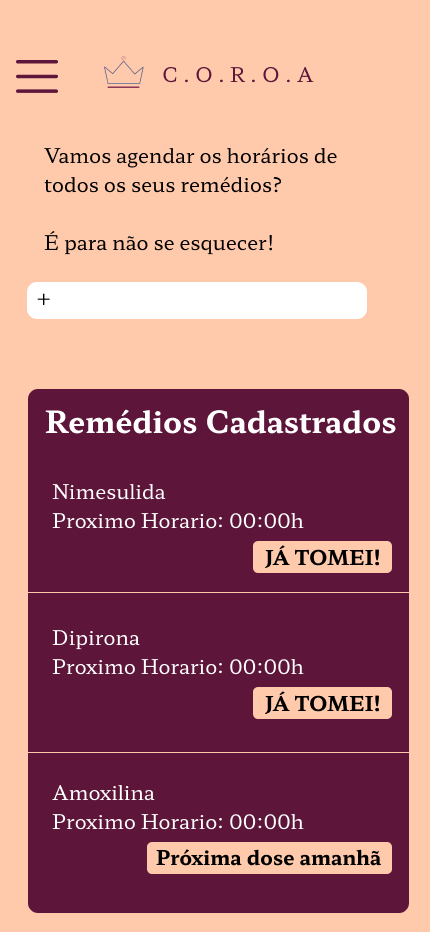 C.O.R.O.A
Vamos agendar os horários de
todos os seus remédios?
É para não se esquecer!
+
Remédios Cadastrados
Nimesulida
Proximo Horario: 00:00h
JÁ TOMEI!
Dipirona
Proximo Horario: 00:00h
JÁ TOMEI!
Amoxilina
Proximo Horario: 00:00h
Próxima dose amanhã